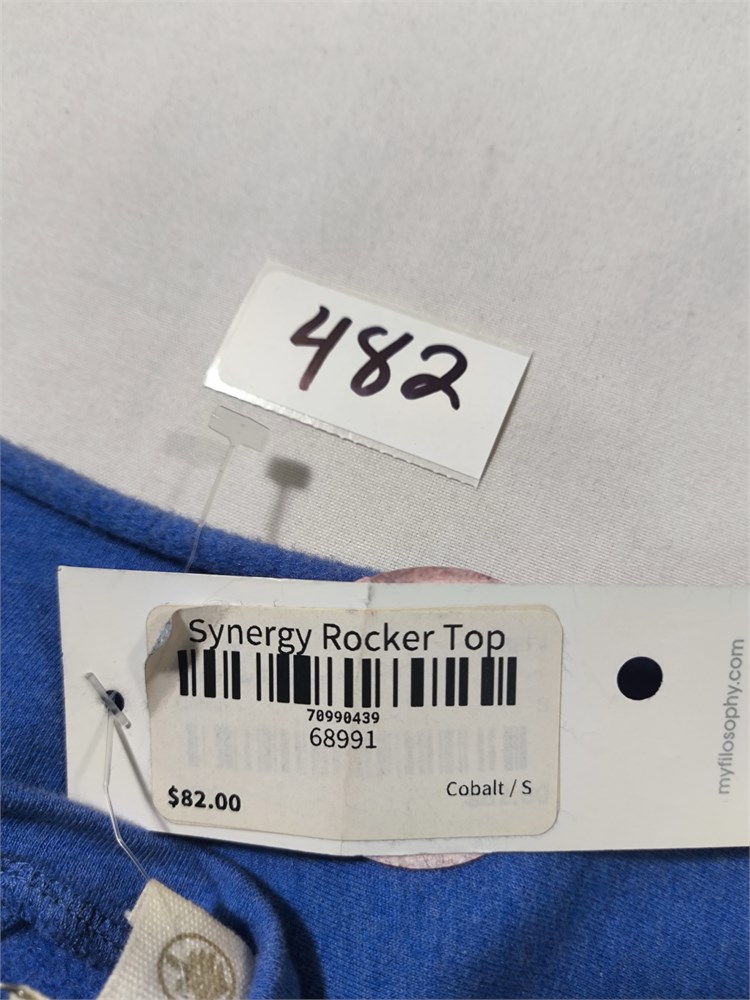 482
Synergy Rocker Top
70990439
68991
$82.00
Cobalt / S
myfilosophy.com